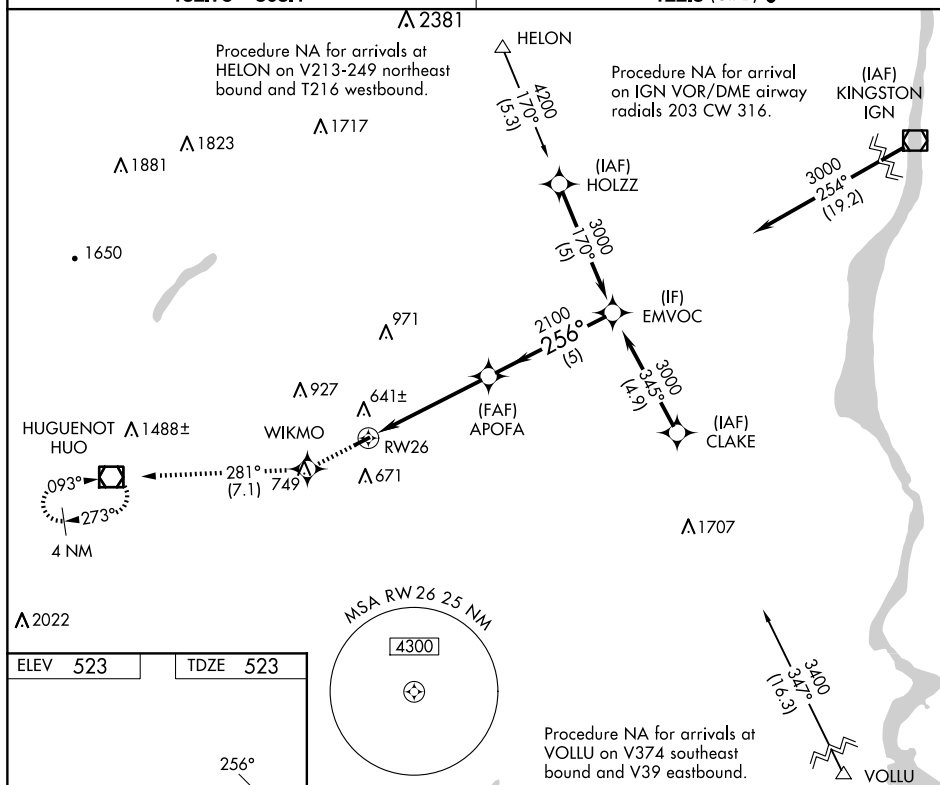 2381
HELON
Procedure NA for arrivals at
HELON on V213-249 northeast
bound and T216 westbound.
Procedure NA for arrival
on IGN VOR/DME airway
radials 203 CW 316.
(IAF)
KINGSTON
IGN
4200
170°
(5.3)
1717
1823
1881
(IAF)
HOLZZ
3000
254°
(19.2)
1650
3000
170°
(5)
(IF)
EMVOC
2100
256°
(5)
971
3000
345°
(4.9)
927
641±
(FAF)
APOFA
(IAF)
CLAKE
HUGUENOT
HUO
1488±
WIKMO
RW26
281°
(7.1)
749
671
093°
273°
4 NM
1707
2022
MSA RW 26 25 NM
4300
ELEV 523
TDZE 523
256°
3400
347°
(16.3)
Procedure NA for arrivals at
VOLLU on V374 southeast
bound and V39 eastbound.
VOLLU